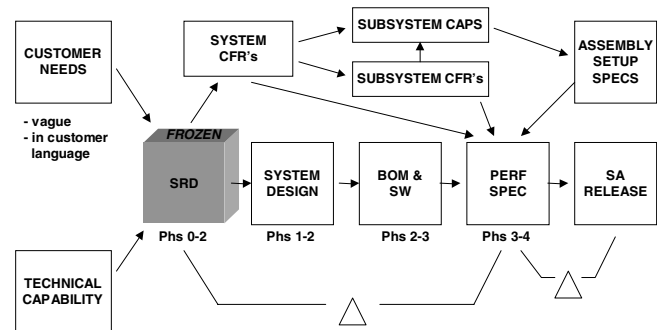 CUSTOMER
NEEDS
- vague
- in customer
language
SYSTEM
CFR's
SUBSYSTEM CAPS
SUBSYSTEM CFR's
ASSEMBLY
SETUP
SPECS
FROZEN
SRD
SYSTEM
DESIGN
BOM &
SW
PERF
SPEC
SA
RELEASE
Phs 0-2
Phs 1-2
Phs 2-3
Phs 3-4
TECHNICAL
CAPABILITY